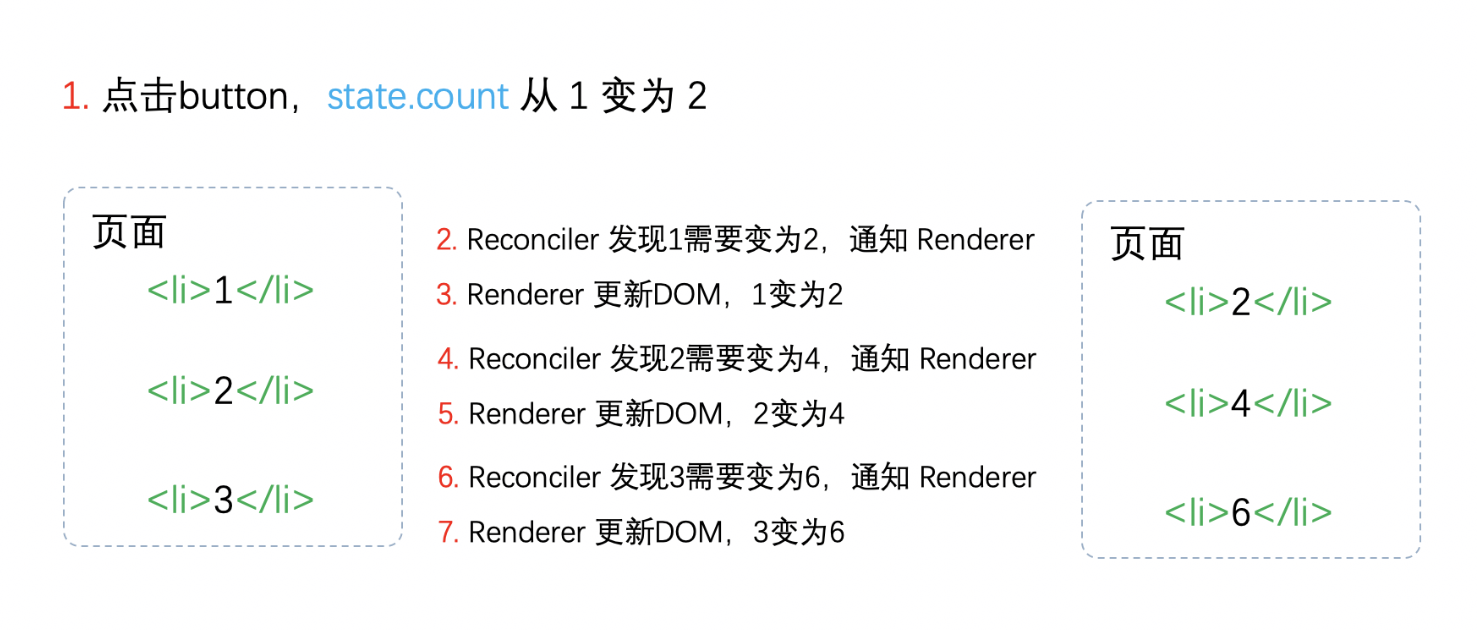 1. 点击button，state.count 从 1 变为 2
页面
<li>1</li>
<li>2</li>
<li>3</li>
2. Reconciler 发现1需要变为2，通知 Renderer
3. Renderer 更新DOM，1变为2
4. Reconciler 发现2需要变为4，通知 Renderer
5. Renderer 更新DOM，2变为4
6. Reconciler 发现3需要变为6，通知 Renderer
7. Renderer 更新DOM，3变为6
页面
<li>2</li>
<li>4</li>
<li>6</li>